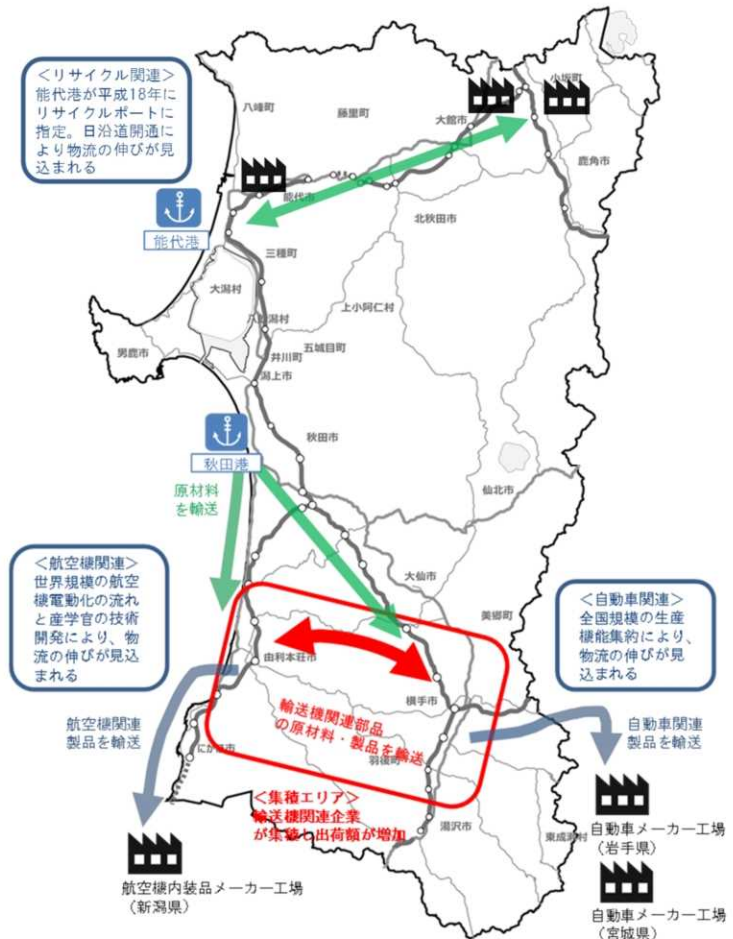 ＜リサイクル関連＞
能代港が平成18年に
リサイクルポートに
指定。日沿道開通に
より物流の伸びが見
込まれる
八峰町
藤里町
大館市
小坂町
鹿角市
能代市
北秋田市
能代港
三種町
大潟村
上小阿仁村
八郎潟村
五城目町
男鹿市
井川町
潟上市
秋田港
秋田市
仙北市
原材料
を輸送
大仙市
美郷町
＜航空機関連＞
世界規模の航空
機電動化の流れ
と産学官の技術
開発により、物
流の伸びが見込
まれる
＜自動車関連＞
全国規模の生産
機能集約により、
物流の伸びが見
込まれる
由利本荘市
横手市
輸送機関連部品
の原材料・製品を輸送
航空機関連
製品を輸送
自動車関連
製品を輸送
にかほ市
羽後町
＜集積エリア＞
輸送機関連企業
が集積し出荷額が増加
湯沢市
東成瀬村
自動車メーカー工場
（岩手県）
航空機内装品メーカー工場
（新潟県）
自動車メーカー工場
（宮城県）